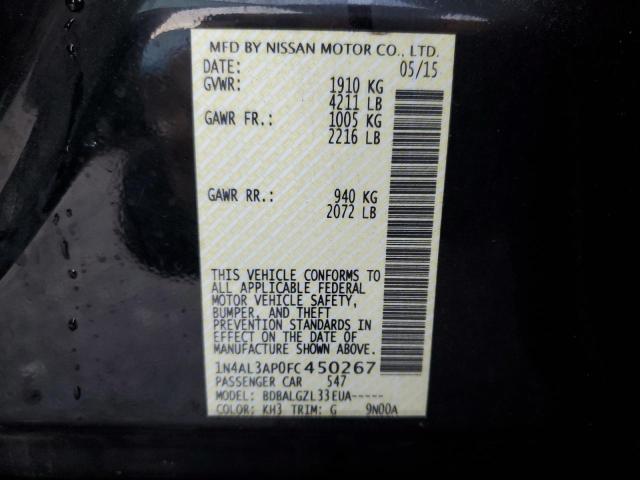 MFD BY NISSAN MOTOR CO., LTD.
DATE: 05/15
GVWR: 1910 KG
4211 LB
GAWR FR.: 1005 KG
2216 LB
GAWR RR.: 940 KG
2072 LB
THIS VEHICLE CONFORMS TO
ALL APPLICABLE FEDERAL
MOTOR VEHICLE SAFETY,
BUMPER, AND THEFT
PREVENTION STANDARDS IN
EFFECT ON THE DATE OF
MANUFACTURE SHOWN ABOVE.
1N4AL3AP0FC450267
PASSENGER CAR 547
MODEL: BDBALGZL33EUA-----
COLOR: KH3 TRIM: G 9N00A